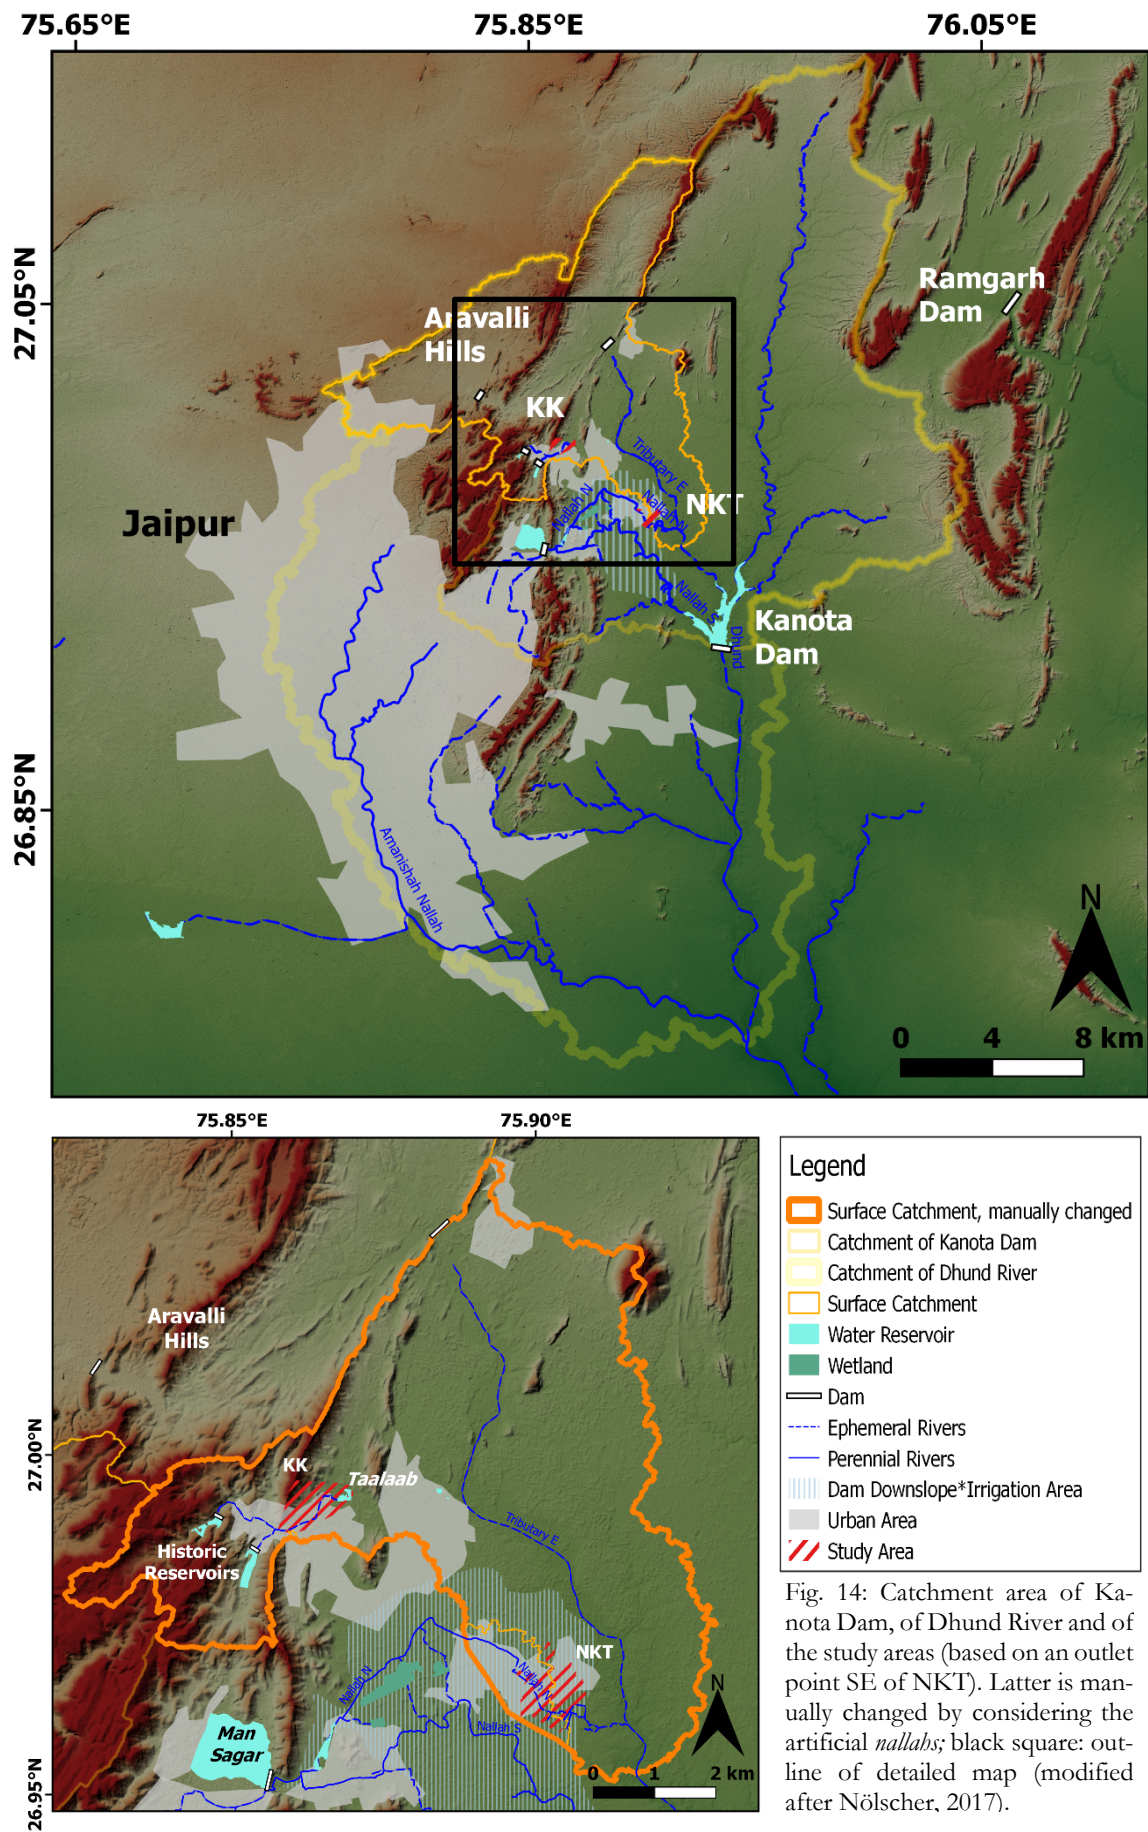 75.65°E
75.85°E
76.05°E
27.05°N
26.85°N
Aravalli
Hills
Ramgarh
Dam
KK
Tributary E
Nallah N
Nallah N
NKT
Jaipur
Nallah S
Dhund
Kanota
Dam
Amanishah Nallah
N
0
4
8 km
75.85°E
75.90°E
27.00°N
26.95°N
Aravalli
Hills
KK
Taalaab
Historic
Reservoirs
Tributary E
NKT
Nallah N
Nallah N
Nallah S
Man
Sagar
N
0
1
2 km
Legend
Surface Catchment, manually changed
Catchment of Kanota Dam
Catchment of Dhund River
Surface Catchment
Water Reservoir
Wetland
Dam
Ephemeral Rivers
Perennial Rivers
Dam Downslope*Irrigation Area
Urban Area
Study Area
Fig. 14: Catchment area of Ka-
nota Dam, of Dhund River and of
the study areas (based on an outlet
point SE of NKT). Latter is man-
ually changed by considering the
artificial nallahs; black square: out-
line of detailed map (modified
after Nölscher, 2017).